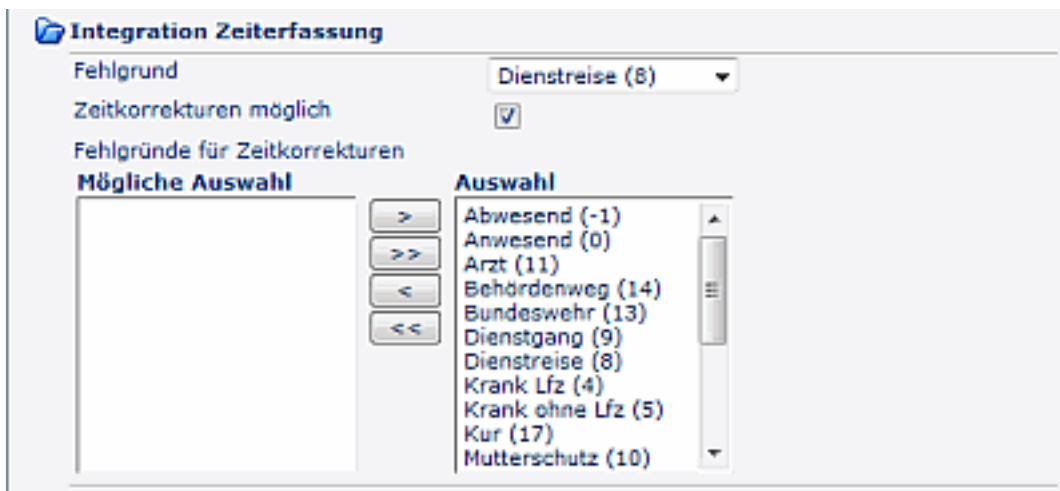 Integration Zeiterfassung
Fehlgrund
Dienstreise (8)
Zeitkorrekturen möglich
Fehlgründe für Zeitkorrekturen
Mögliche Auswahl
>
>>
<
<<
Auswahl
Abwesend (-1)
Anwesend (0)
Arzt (11)
Behördenweg (14)
Bundeswehr (13)
Dienstgang (9)
Dienstreise (8)
Krank Lfz (4)
Krank ohne Lfz (5)
Kur (17)
Mutterschutz (10)